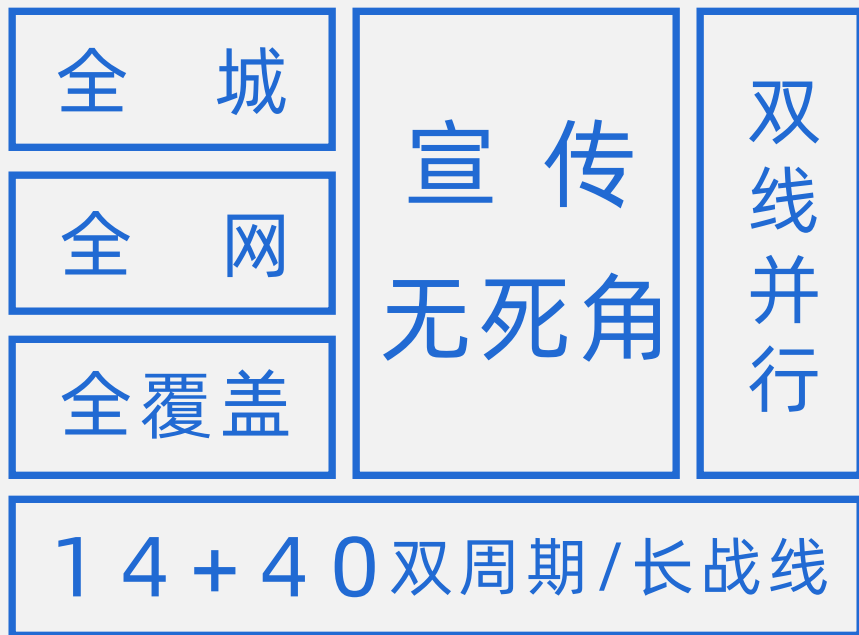 全 城
全 网
全覆盖
宣 传
无死角
双
线
并
行
14+40双周期/长战线